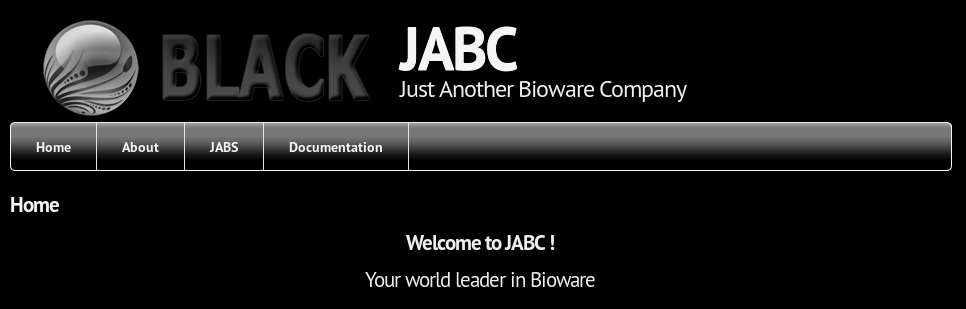 BLACK
JABC
Just Another Bioware Company
Home
About
JABS
Documentation
Home
Welcome to JABC !
Your world leader in Bioware